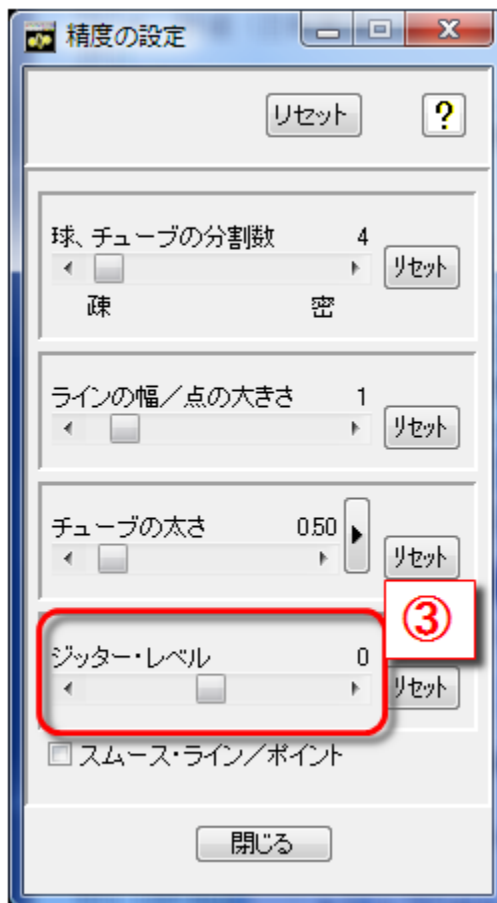 精度の設定
リセット ?
球、チューブの分割数 4
リセット
疎 密
ラインの幅／点の大きさ 1
リセット
チューブの太さ 0.50
リセット
③
ジッター・レベル 0
リセット
スムース・ライン／ポイント
閉じる